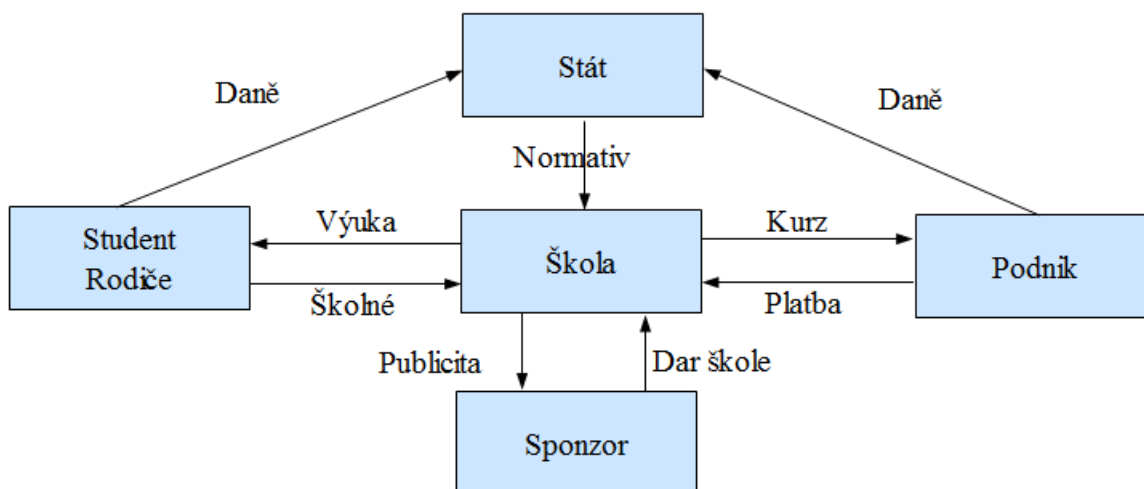 Stát
Daně
Daně
Normativ
Student
Rodiče
Výuka
Školné
Škola
Kurz
Platba
Podnik
Publicita
Dar škole
Sponzor